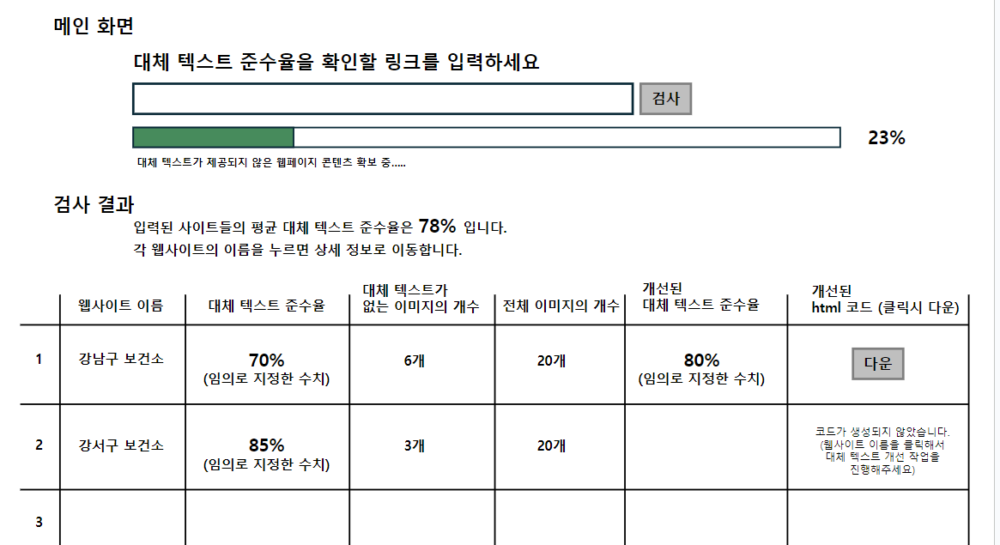 메인 화면
대체 텍스트 준수율을 확인할 링크를 입력하세요
검사
23%
대체 텍스트가 제공되지 않은 웹페이지 콘텐츠 확보 중.....
검사 결과
입력된 사이트들의 평균 대체 텍스트 준수율은 78% 입니다.
각 웹사이트의 이름을 누르면 상세 정보로 이동합니다.
웹사이트 이름
대체 텍스트 준수율
대체 텍스트가
없는 이미지의 개수
전체 이미지의 개수
개선된
대체 텍스트 준수율
개선된
html 코드 (클릭시 다운)
1
강남구 보건소
70%
(임의로 지정한 수치)
6개
20개
80%
(임의로 지정한 수치)
다운
2
강서구 보건소
85%
(임의로 지정한 수치)
3개
20개
코드가 생성되지 않았습니다.
(웹사이트 이름을 클릭해서
대체 텍스트 개선 작업을
진행해주세요)
3